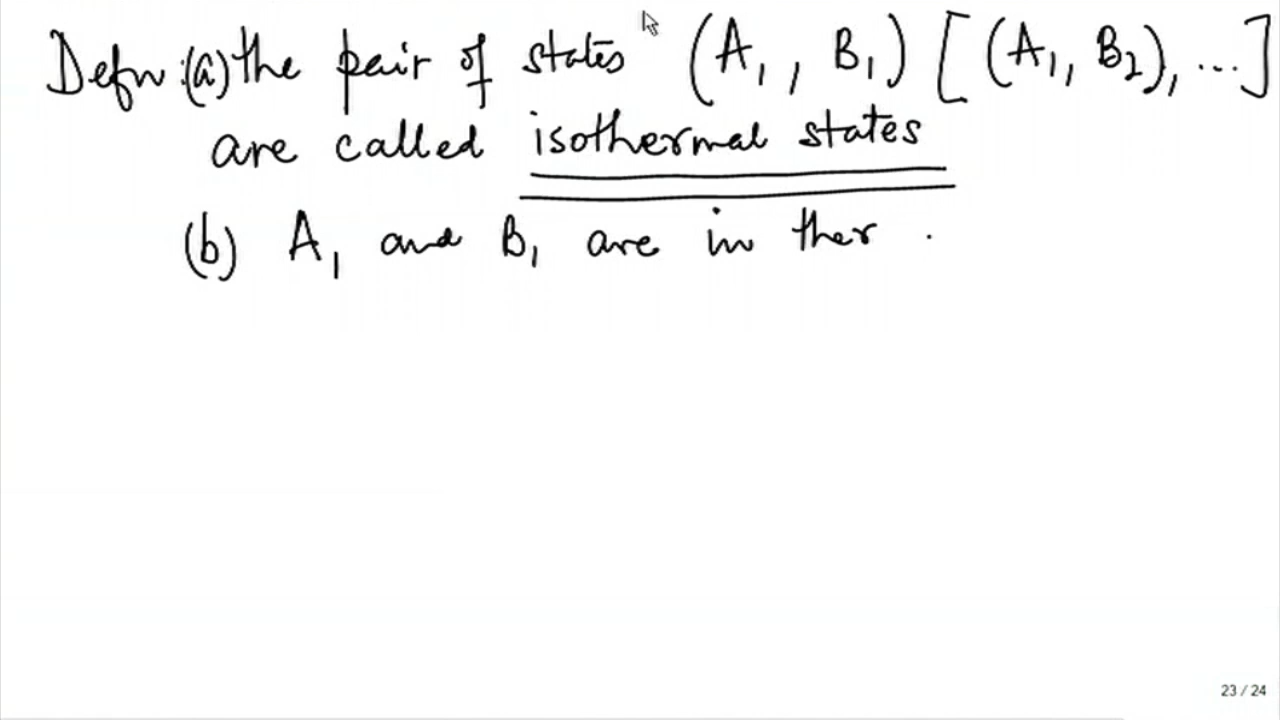 Defn :(a) the pair of states (A₁, B₁) [(A₁, B₂), ...]
are called isothermal states
(b) A₁ and B₁ are in ther .
23 / 24